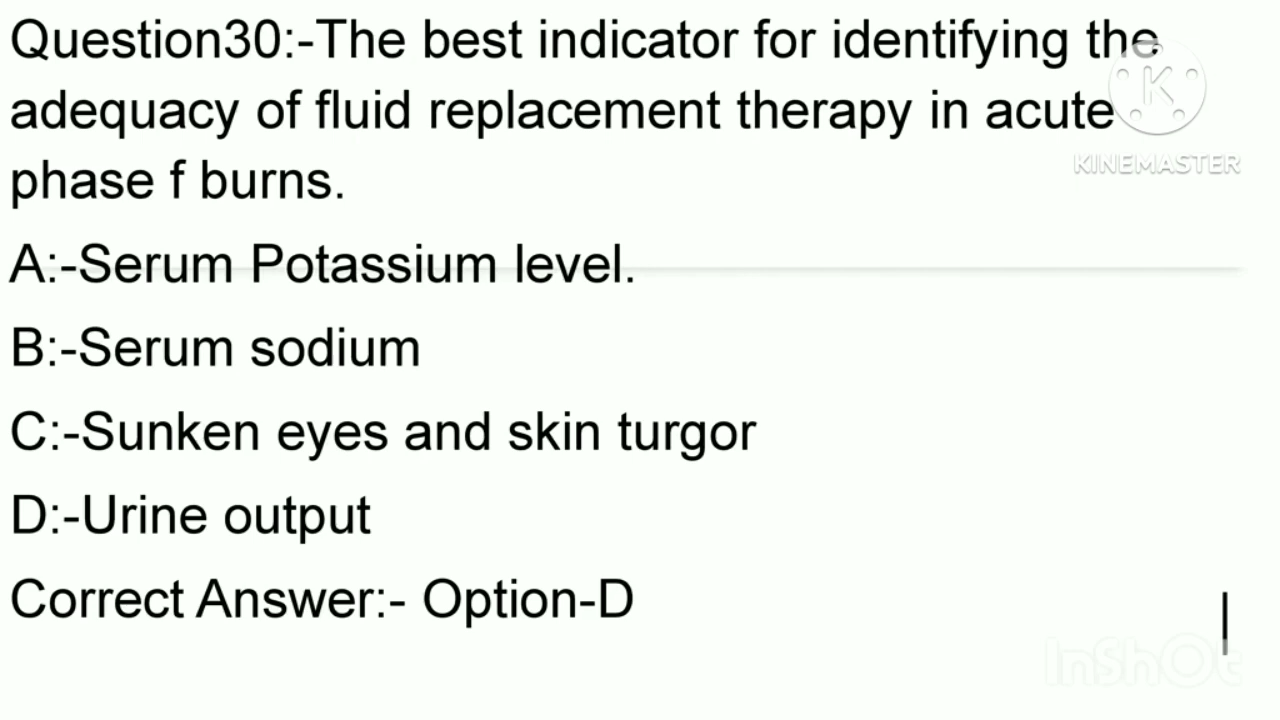 Question30:-The best indicator for identifying the
adequacy of fluid replacement therapy in acute
phase f burns.
A:-Serum Potassium level.
B:-Serum sodium
C:-Sunken eyes and skin turgor
D:-Urine output
Correct Answer:- Option-D
K
KINEMASTER
InShOt